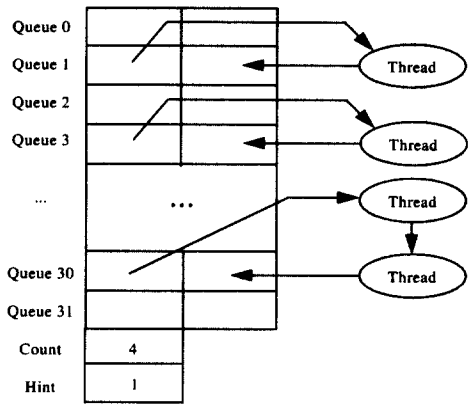 Queue 0
Queue 1
Thread
Queue 2
Queue 3
Thread
...
...
Thread
Queue 30
Thread
Queue 31
Count
4
Hint
1